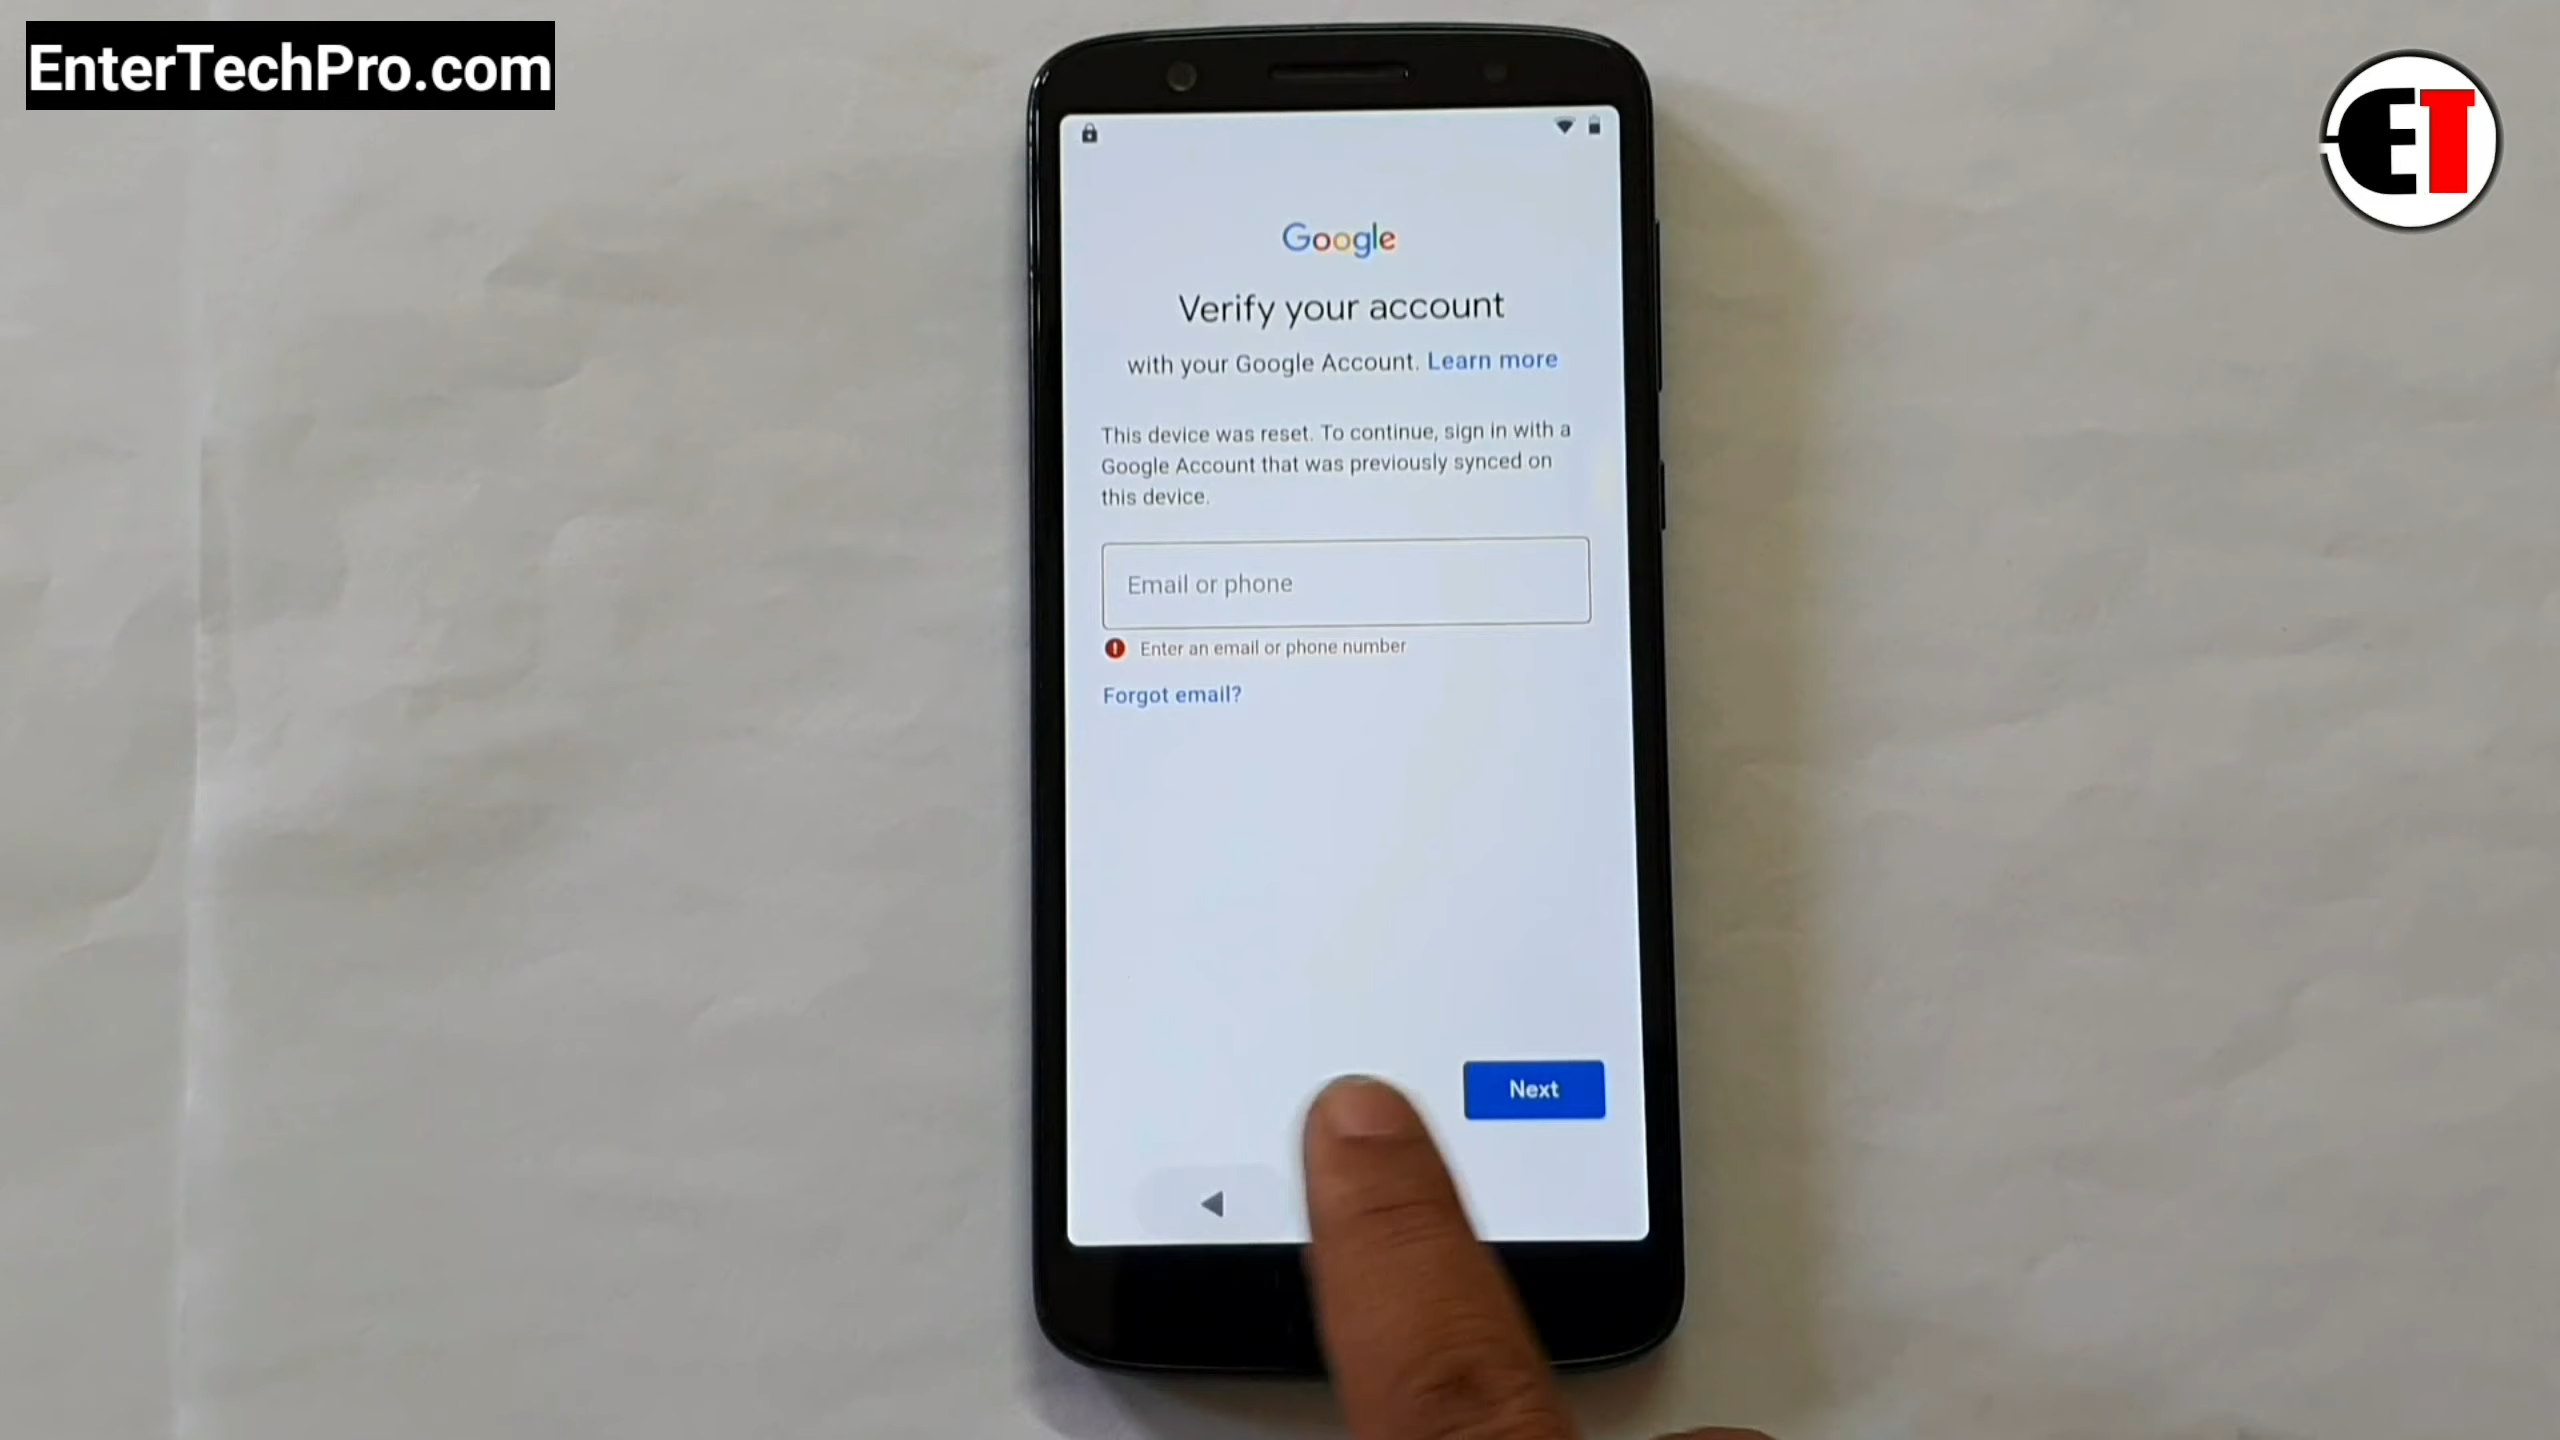 EnterTechPro.com
ET
Google
Verify your account
with your Google Account. Learn more
This device was reset. To continue, sign in with a
Google Account that was previously synced on
this device.
Email or phone
Enter an email or phone number
Forgot email?
Next